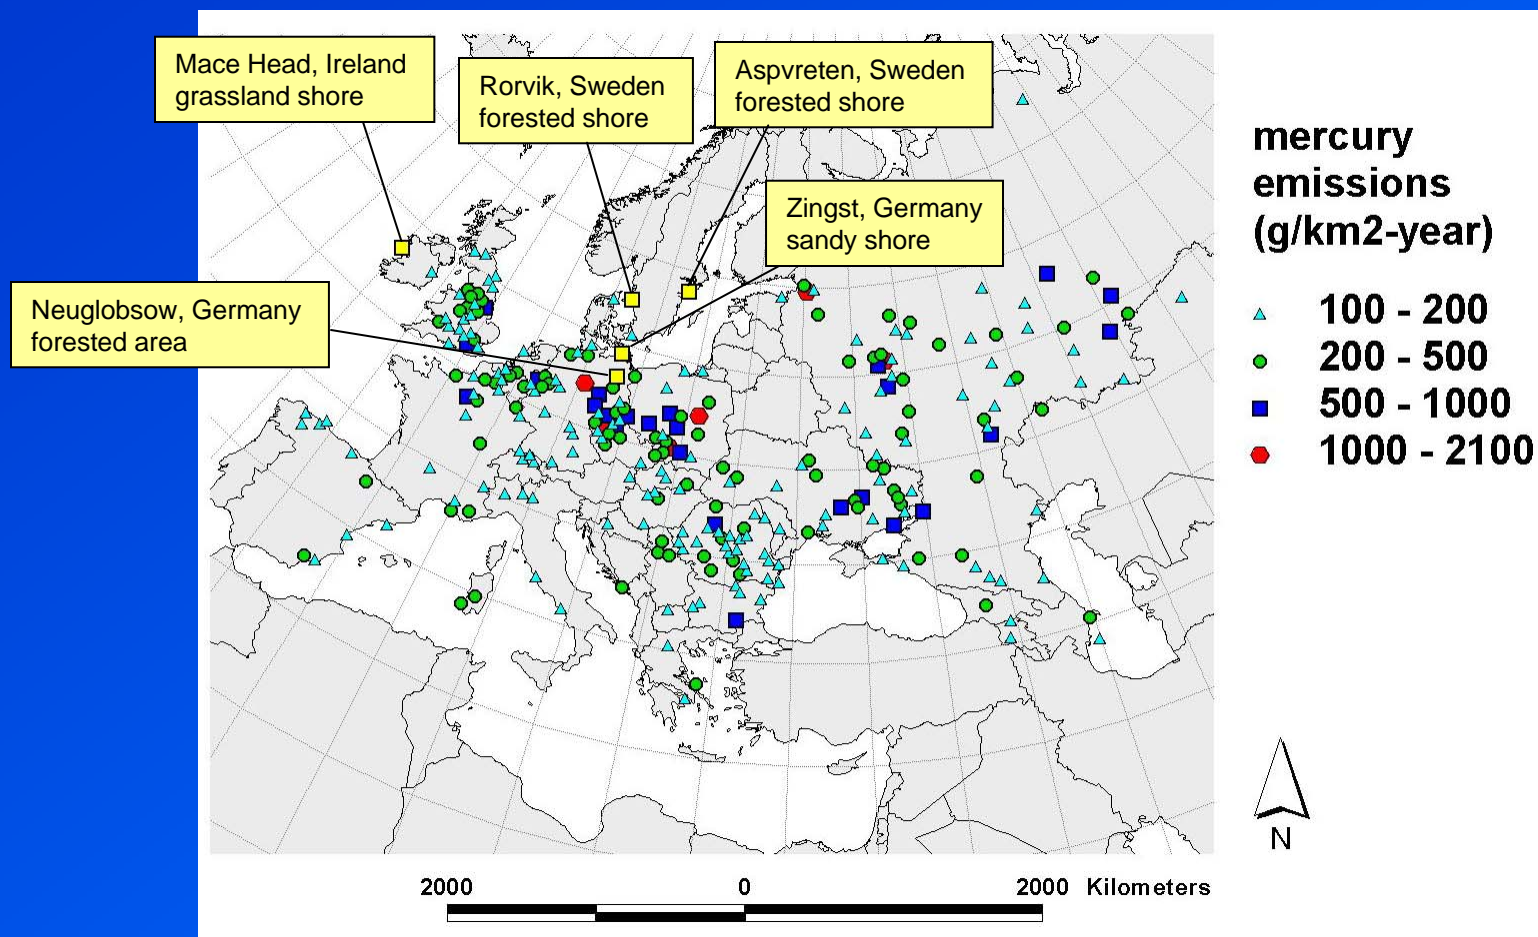 Mace Head, Ireland
grassland shore
Rorvik, Sweden
forested shore
Aspvreten, Sweden
forested shore
Zingst, Germany
sandy shore
Neuglobsow, Germany
forested area
mercury
emissions
(g/km2-year)
100 - 200
200 - 500
500 - 1000
1000 - 2100
N
2000 0 2000 Kilometers